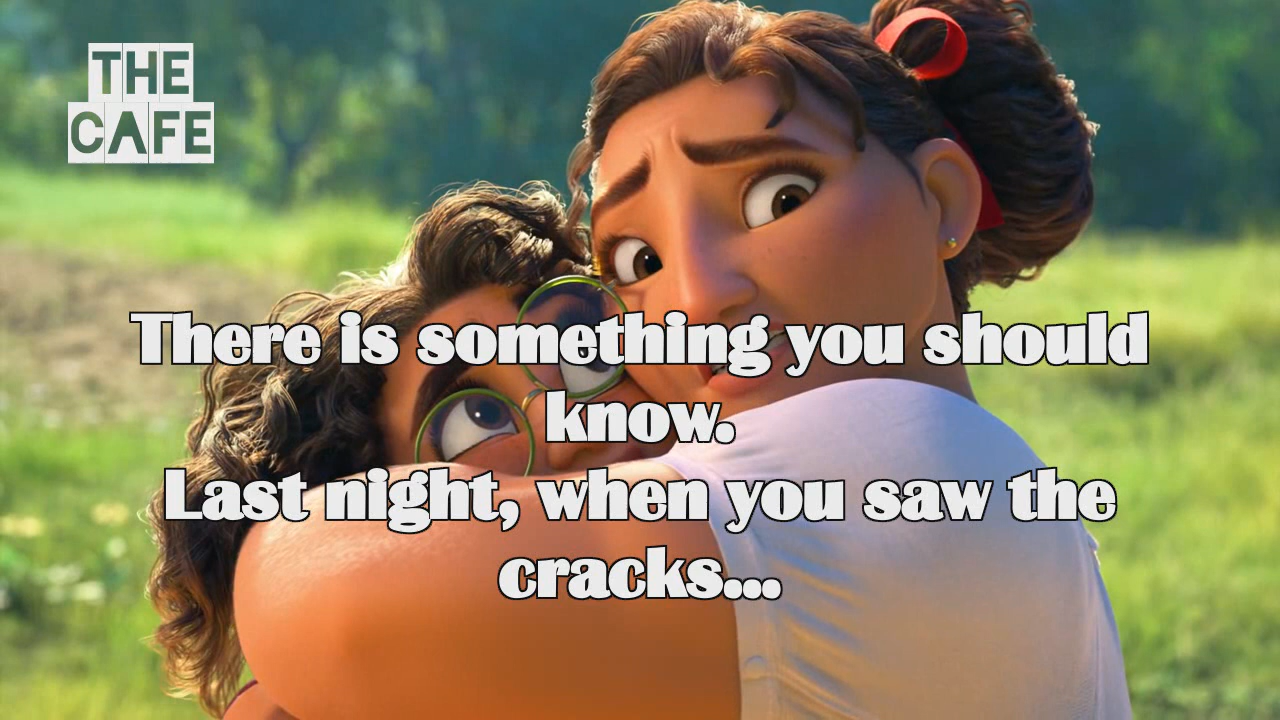 THE
CAFE
There is something you should
know.
Last night, when you saw the
cracks...